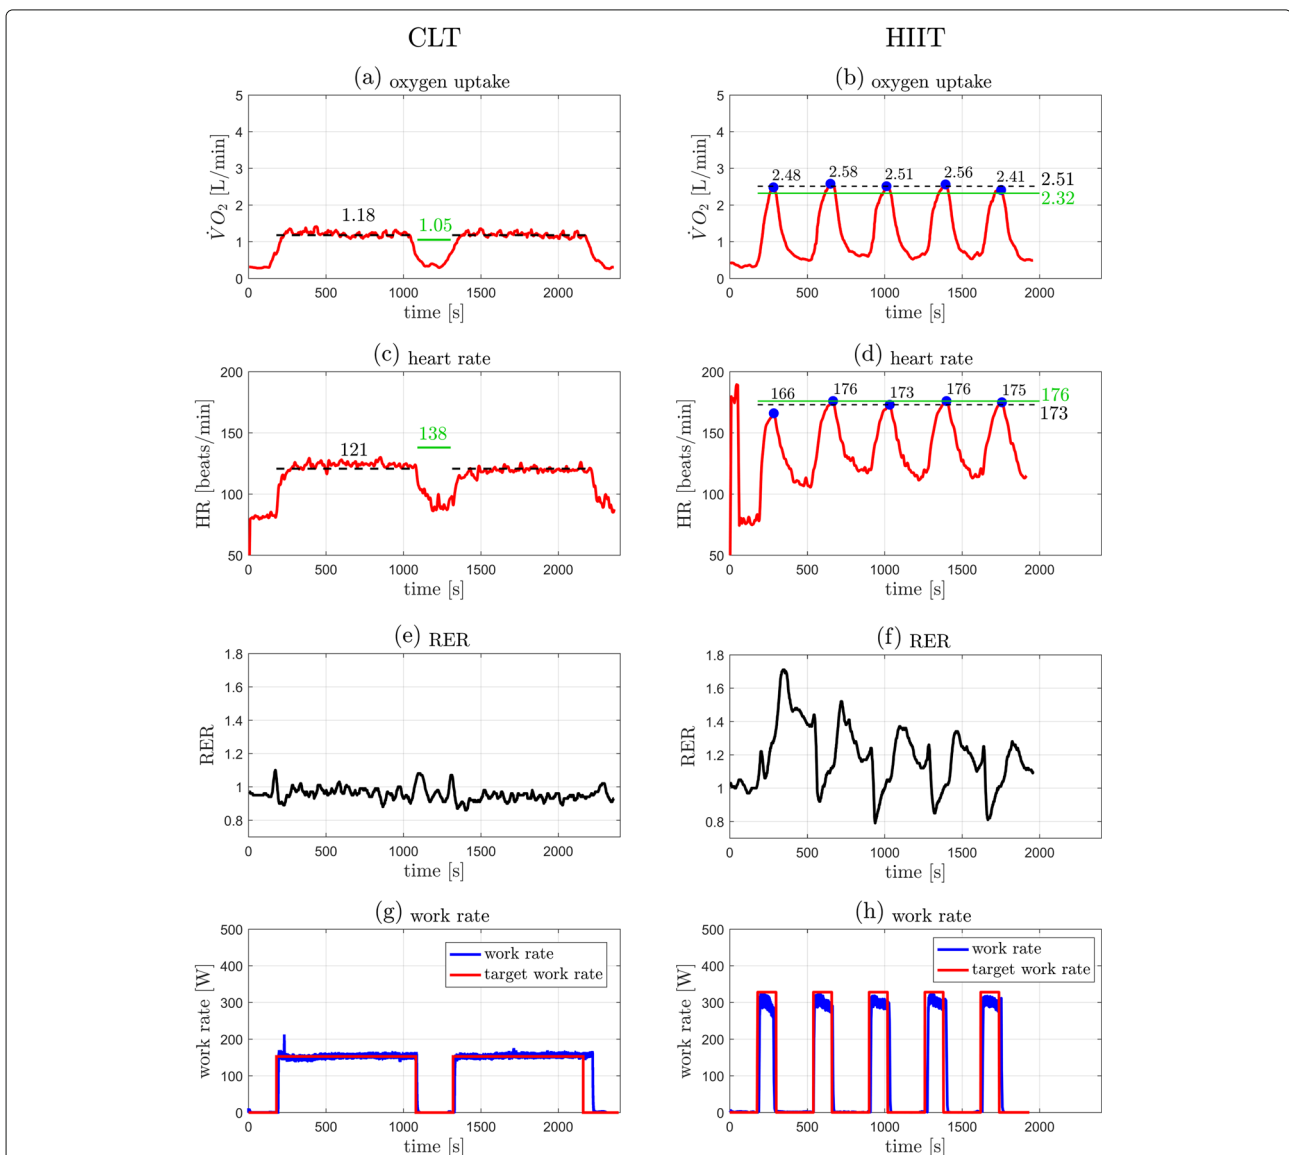 CLT
HIIT
(a) oxygen uptake
V̇O₂ [L/min]
5
4
3
2
1
0
1.18
1.05
0 500 1000 1500 2000
time [s]
(b) oxygen uptake
V̇O₂ [L/min]
5
4
3
2
1
0
2.48 2.58 2.51 2.56 2.41
2.51
2.32
0 500 1000 1500 2000
time [s]
(c) heart rate
HR [beats/min]
200
150
100
50
121
138
0 500 1000 1500 2000
time [s]
(d) heart rate
HR [beats/min]
200
150
100
50
166 176 173 176 175
176
173
0 500 1000 1500 2000
time [s]
(e) RER
RER
1.8
1.6
1.4
1.2
1
0.8
0 500 1000 1500 2000
time [s]
(f) RER
RER
1.8
1.6
1.4
1.2
1
0.8
0 500 1000 1500 2000
time [s]
(g) work rate
work rate [W]
500
400
300
200
100
0
work rate
target work rate
0 500 1000 1500 2000
time [s]
(h) work rate
work rate [W]
500
400
300
200
100
0
work rate
target work rate
0 500 1000 1500 2000
time [s]